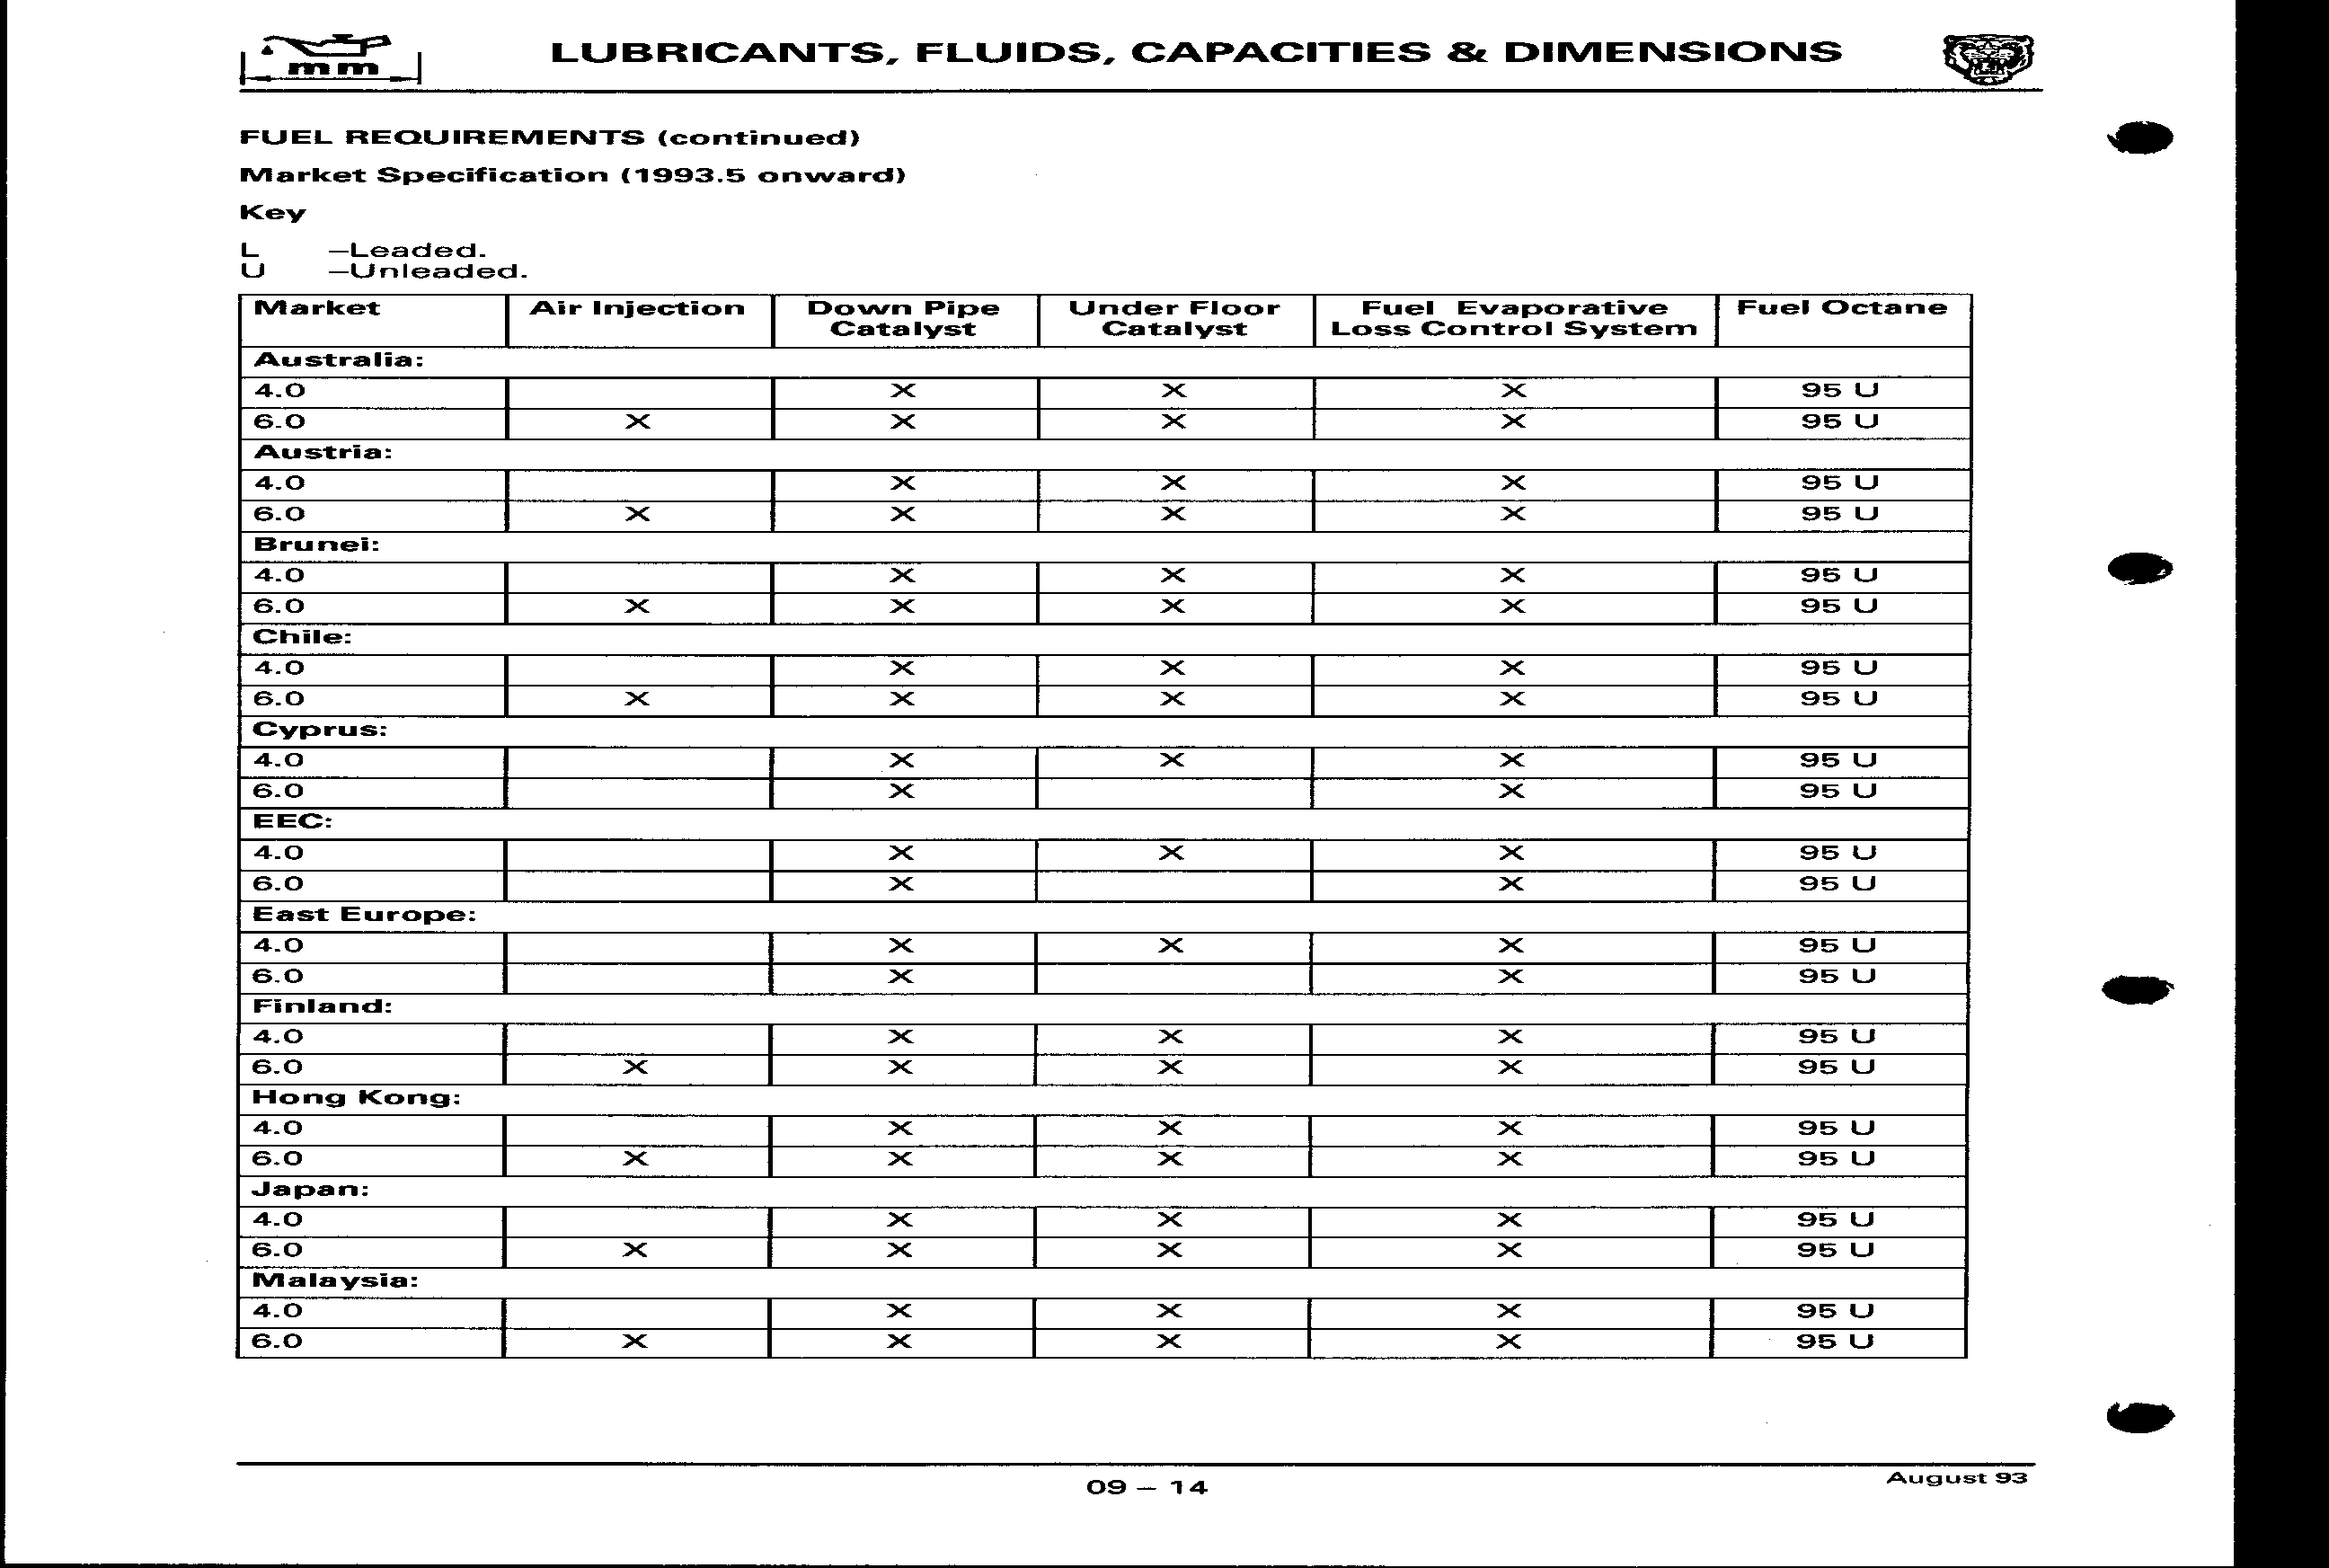 mm
LUBRICANTS, FLUIDS, CAPACITIES & DIMENSIONS
FUEL REQUIREMENTS (continued)
Market Specification (1993.5 onward)
Key
L –Leaded.
U –Unleaded.
Market Air Injection Down Pipe Catalyst Under Floor Catalyst Fuel Evaporative Loss Control System Fuel Octane
Australia:
4.0 X X X 95 U
6.0 X X X X 95 U
Austria:
4.0 X X X 95 U
6.0 X X X X 95 U
Brunei:
4.0 X X X 95 U
6.0 X X X X 95 U
Chile:
4.0 X X X 95 U
6.0 X X X X 95 U
Cyprus:
4.0 X X X 95 U
6.0 X X 95 U
EEC:
4.0 X X X 95 U
6.0 X X 95 U
East Europe:
4.0 X X X 95 U
6.0 X X 95 U
Finland:
4.0 X X X 95 U
6.0 X X X X 95 U
Hong Kong:
4.0 X X X 95 U
6.0 X X X X 95 U
Japan:
4.0 X X X 95 U
6.0 X X X X 95 U
Malaysia:
4.0 X X X 95 U
6.0 X X X X 95 U
09 – 14
August 93